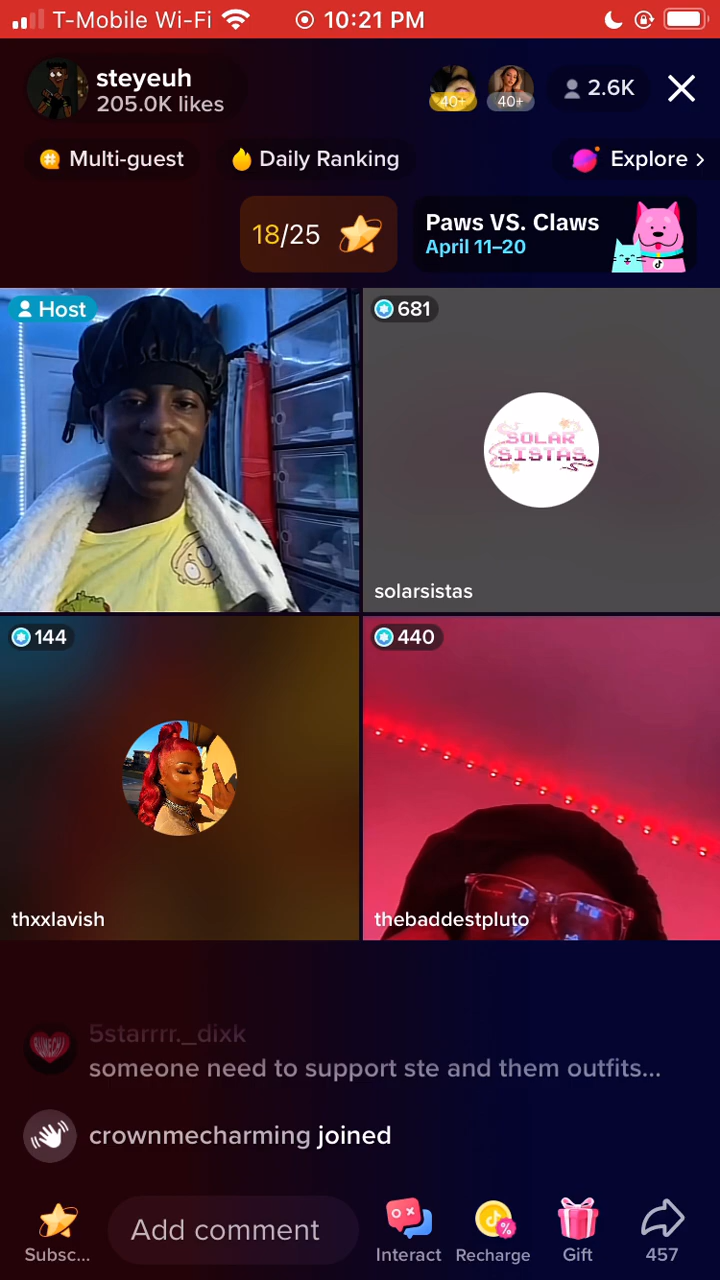 T-Mobile Wi-Fi 10:21 PM
steyeuh
205.0K likes
40+ 40+
2.6K
Multi-guest
Daily Ranking
Explore >
18/25
Paws VS. Claws
April 11–20
Host
681
SOLAR
SISTAS
solarsistas
144
440
thxxlavish
thebaddestpluto
5starrrr._dixk
someone need to support ste and them outfits...
crownmecharming joined
Subsc...
Add comment
Interact
Recharge
Gift
457